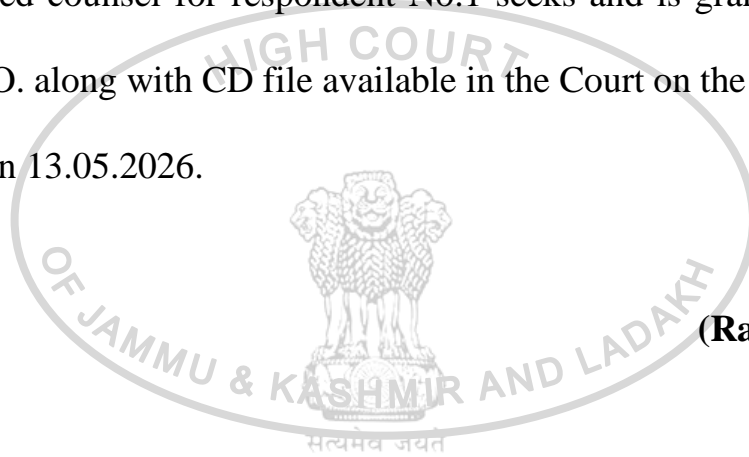 ed counsel for respondent No.1 seeks and is gran
HIGH COURT
O. along with CD file available in the Court on the
n 13.05.2026.
OF JAMMU & KASHMIR AND LADAKH
(Ra
सत्यमेव जयते